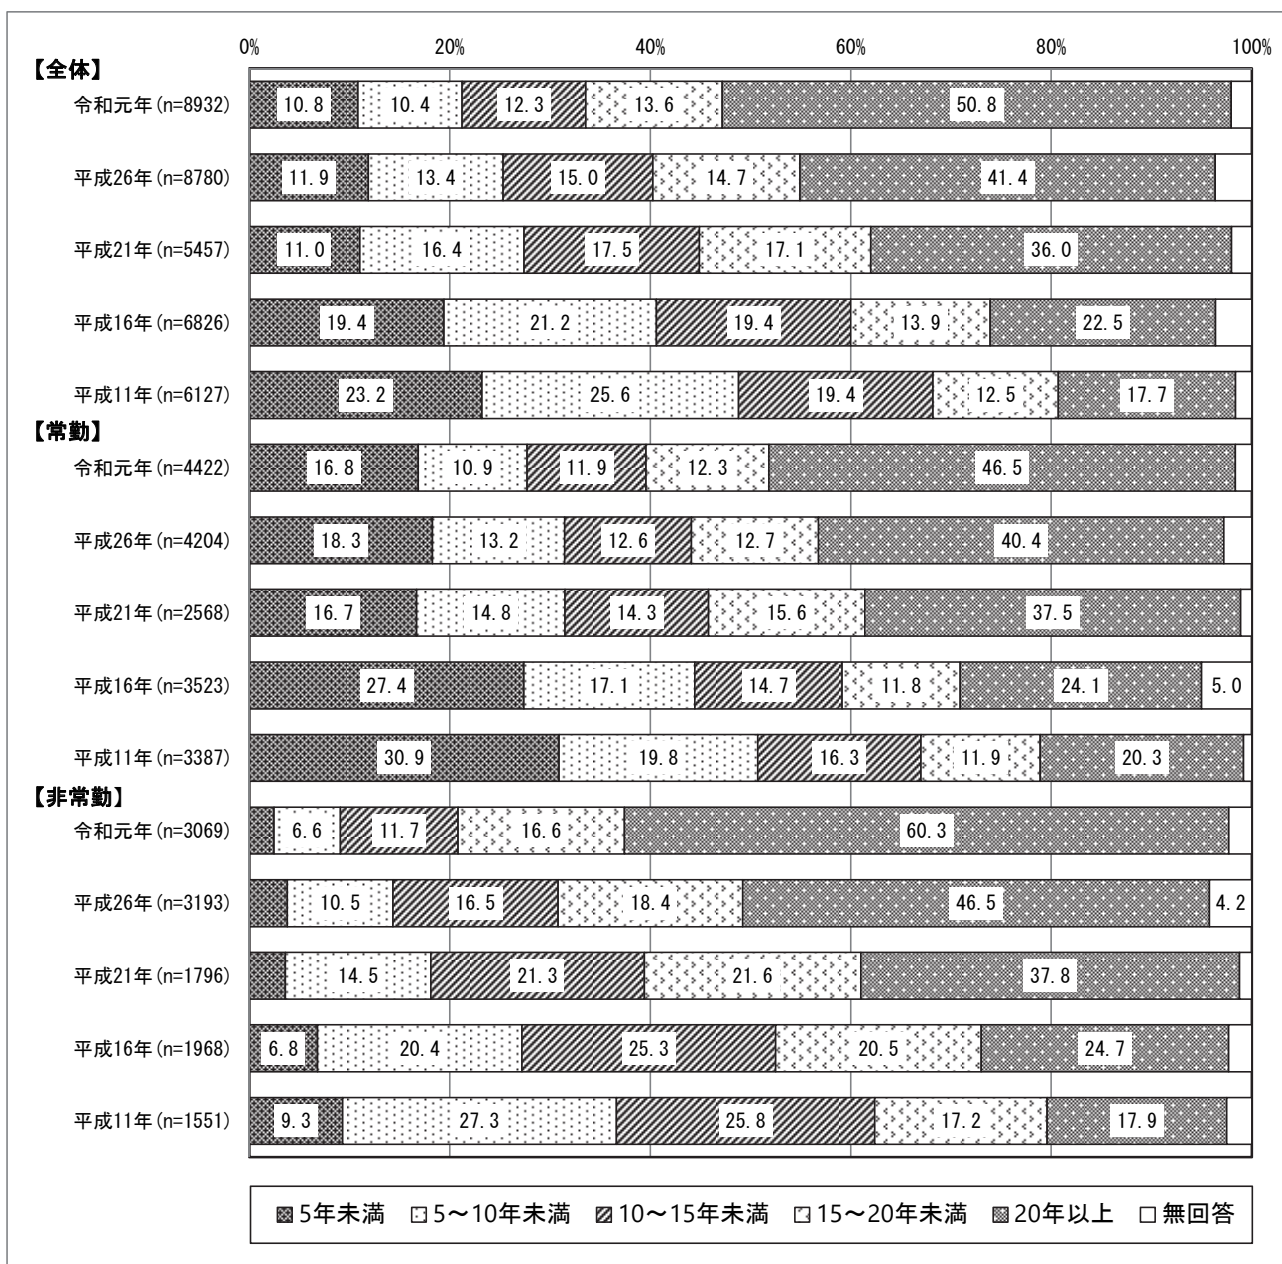 0% 20% 40% 60% 80% 100%
【全体】
令和元年(n=8932) 10.8 10.4 12.3 13.6 50.8
平成26年(n=8780) 11.9 13.4 15.0 14.7 41.4
平成21年(n=5457) 11.0 16.4 17.5 17.1 36.0
平成16年(n=6826) 19.4 21.2 19.4 13.9 22.5
平成11年(n=6127) 23.2 25.6 19.4 12.5 17.7
【常勤】
令和元年(n=4422) 16.8 10.9 11.9 12.3 46.5
平成26年(n=4204) 18.3 13.2 12.6 12.7 40.4
平成21年(n=2568) 16.7 14.8 14.3 15.6 37.5
平成16年(n=3523) 27.4 17.1 14.7 11.8 24.1 5.0
平成11年(n=3387) 30.9 19.8 16.3 11.9 20.3
【非常勤】
令和元年(n=3069) 6.6 11.7 16.6 60.3
平成26年(n=3193) 10.5 16.5 18.4 46.5 4.2
平成21年(n=1796) 14.5 21.3 21.6 37.8
平成16年(n=1968) 6.8 20.4 25.3 20.5 24.7
平成11年(n=1551) 9.3 27.3 25.8 17.2 17.9
5年未満 5～10年未満 10～15年未満 15～20年未満 20年以上 無回答